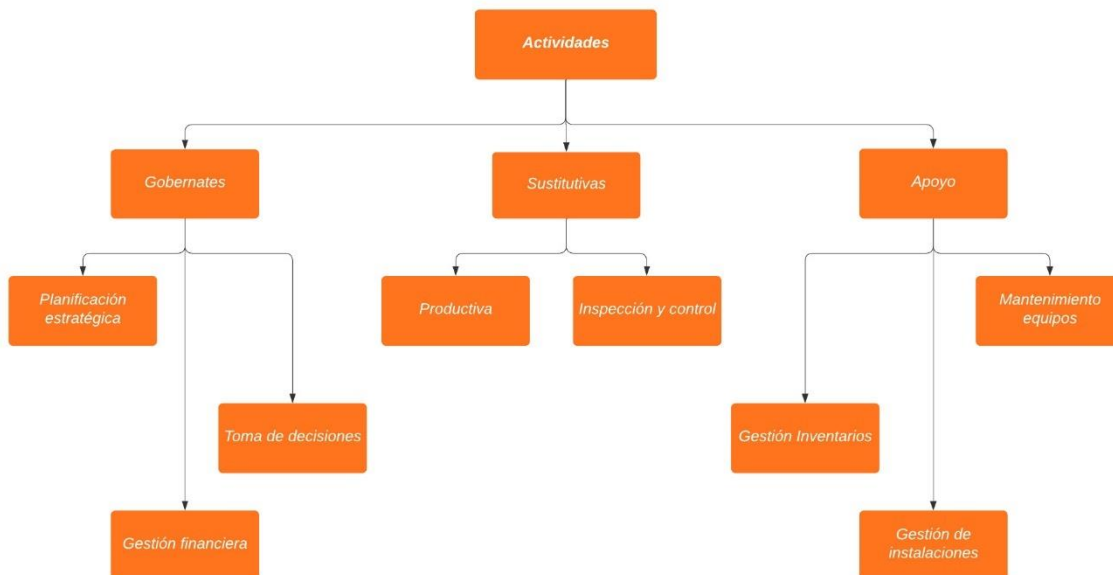 Actividades
Gobernates
Sustitutivas
Apoyo
Planificación
estratégica
Productiva
Inspección y control
Mantenimiento
equipos
Toma de decisiones
Gestión Inventarios
Gestión financiera
Gestión de
instalaciones